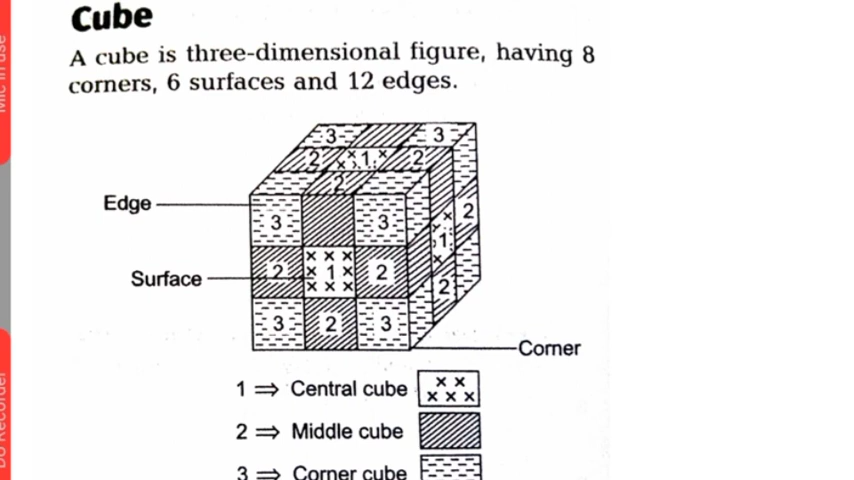 Cube
A cube is three-dimensional figure, having 8
corners, 6 surfaces and 12 edges.
3 3
2 1 2
2
Edge
3 3
2
1
Surface
2 1 2
2
3 2 3
Corner
1 ⇒ Central cube
2 ⇒ Middle cube
3 ⇒ Corner cube